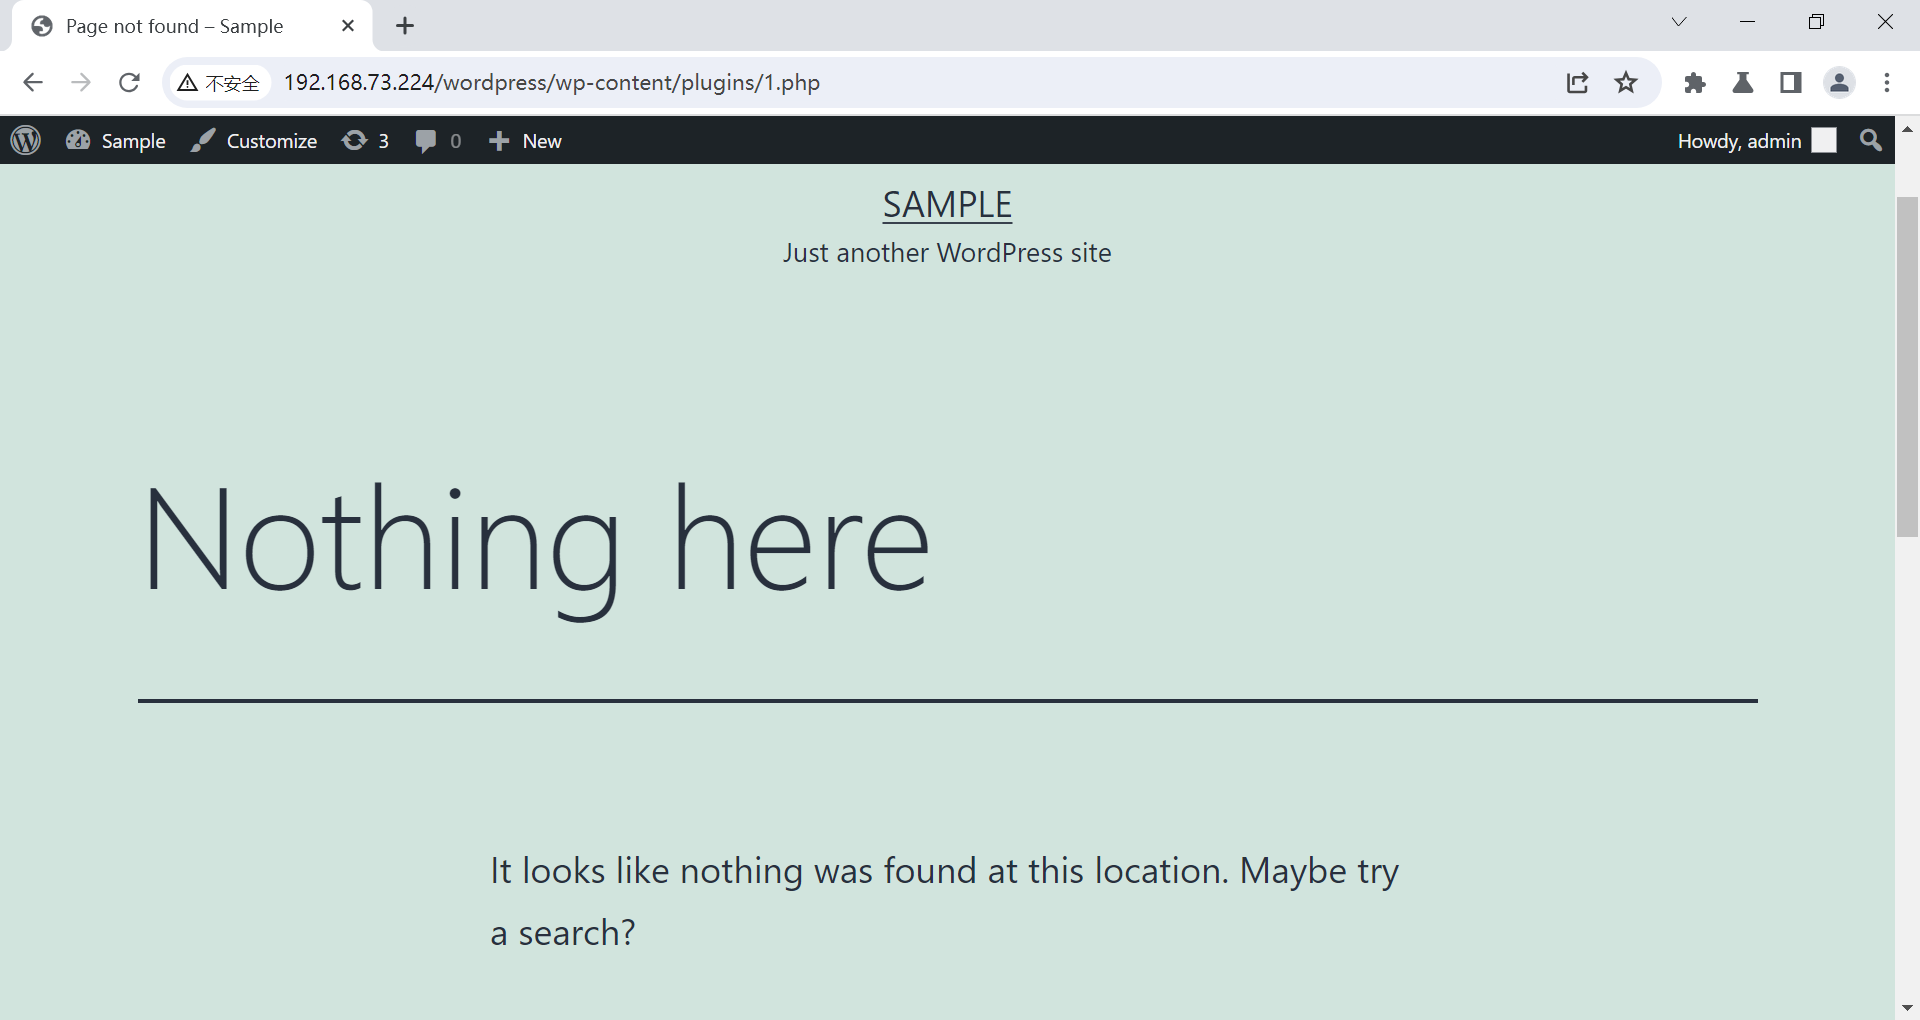 Page not found – Sample
不安全 192.168.73.224/wordpress/wp-content/plugins/1.php
Sample Customize 3 0 New Howdy, admin
SAMPLE
Just another WordPress site
Nothing here
It looks like nothing was found at this location. Maybe try
a search?